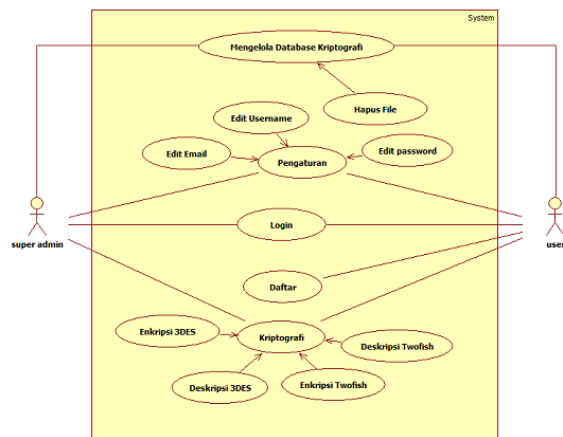 System
Mengelola Database Kriptografi
Hapus File
Edit Username
Edit Email
Edit password
Pengaturan
super admin
Login
user
Daftar
Enkripsi 3DES
Kriptografi
Deskripsi Twofish
Deskripsi 3DES
Enkripsi Twofish